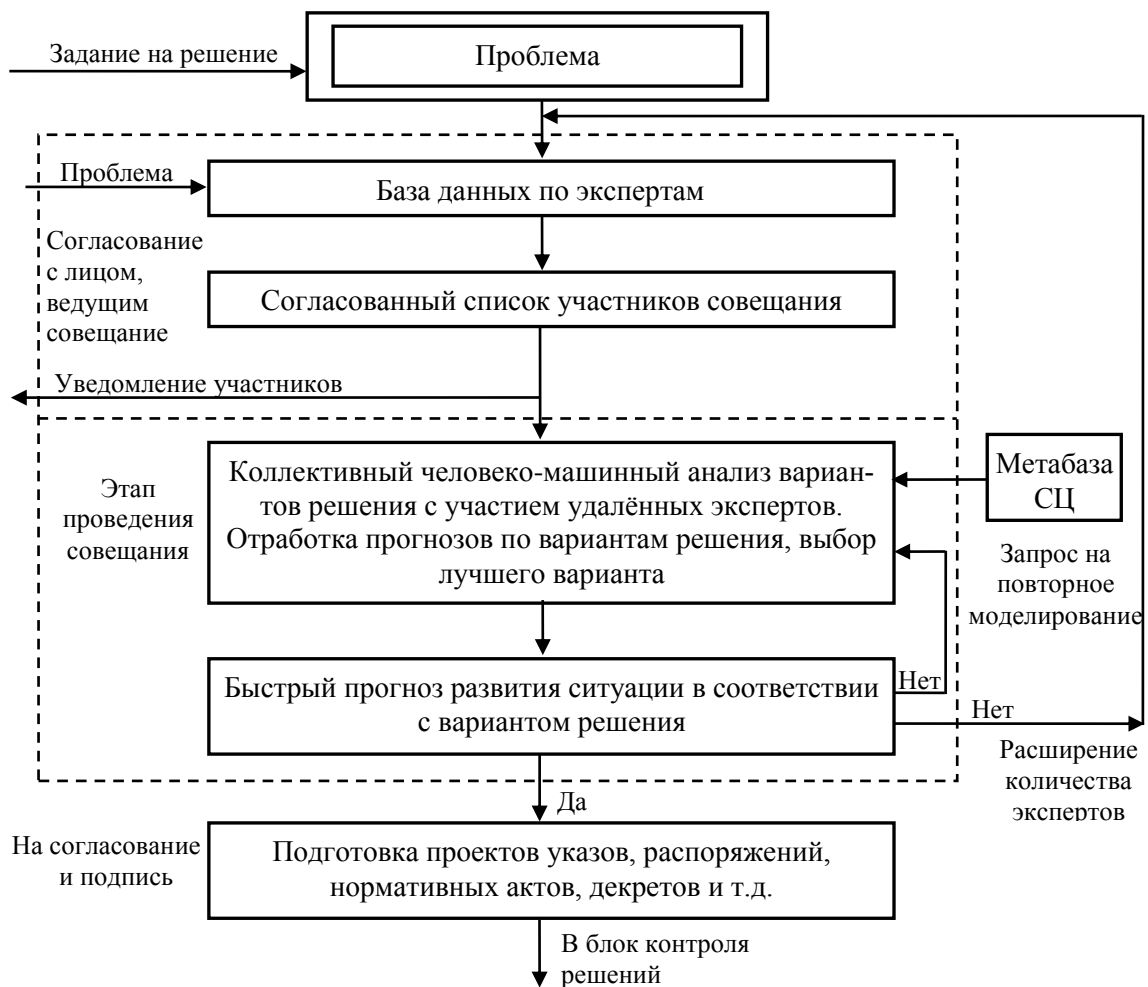 Задание на решение
Проблема
Проблема
База данных по экспертам
Согласование
с лицом,
ведущим
совещание
Согласованный список участников совещания
Уведомление участников
Этап
проведения
совещания
Коллективный человеко-машинный анализ вариан-
тов решения с участием удалённых экспертов.
Отработка прогнозов по вариантам решения, выбор
лучшего варианта
Метабаза
СЦ
Запрос на
повторное
моделирование
Быстрый прогноз развития ситуации в соответствии
с вариантом решения
Нет
Нет
Расширение
количества
экспертов
Да
На согласование
и подпись
Подготовка проектов указов, распоряжений,
нормативных актов, декретов и т.д.
В блок контроля
решений